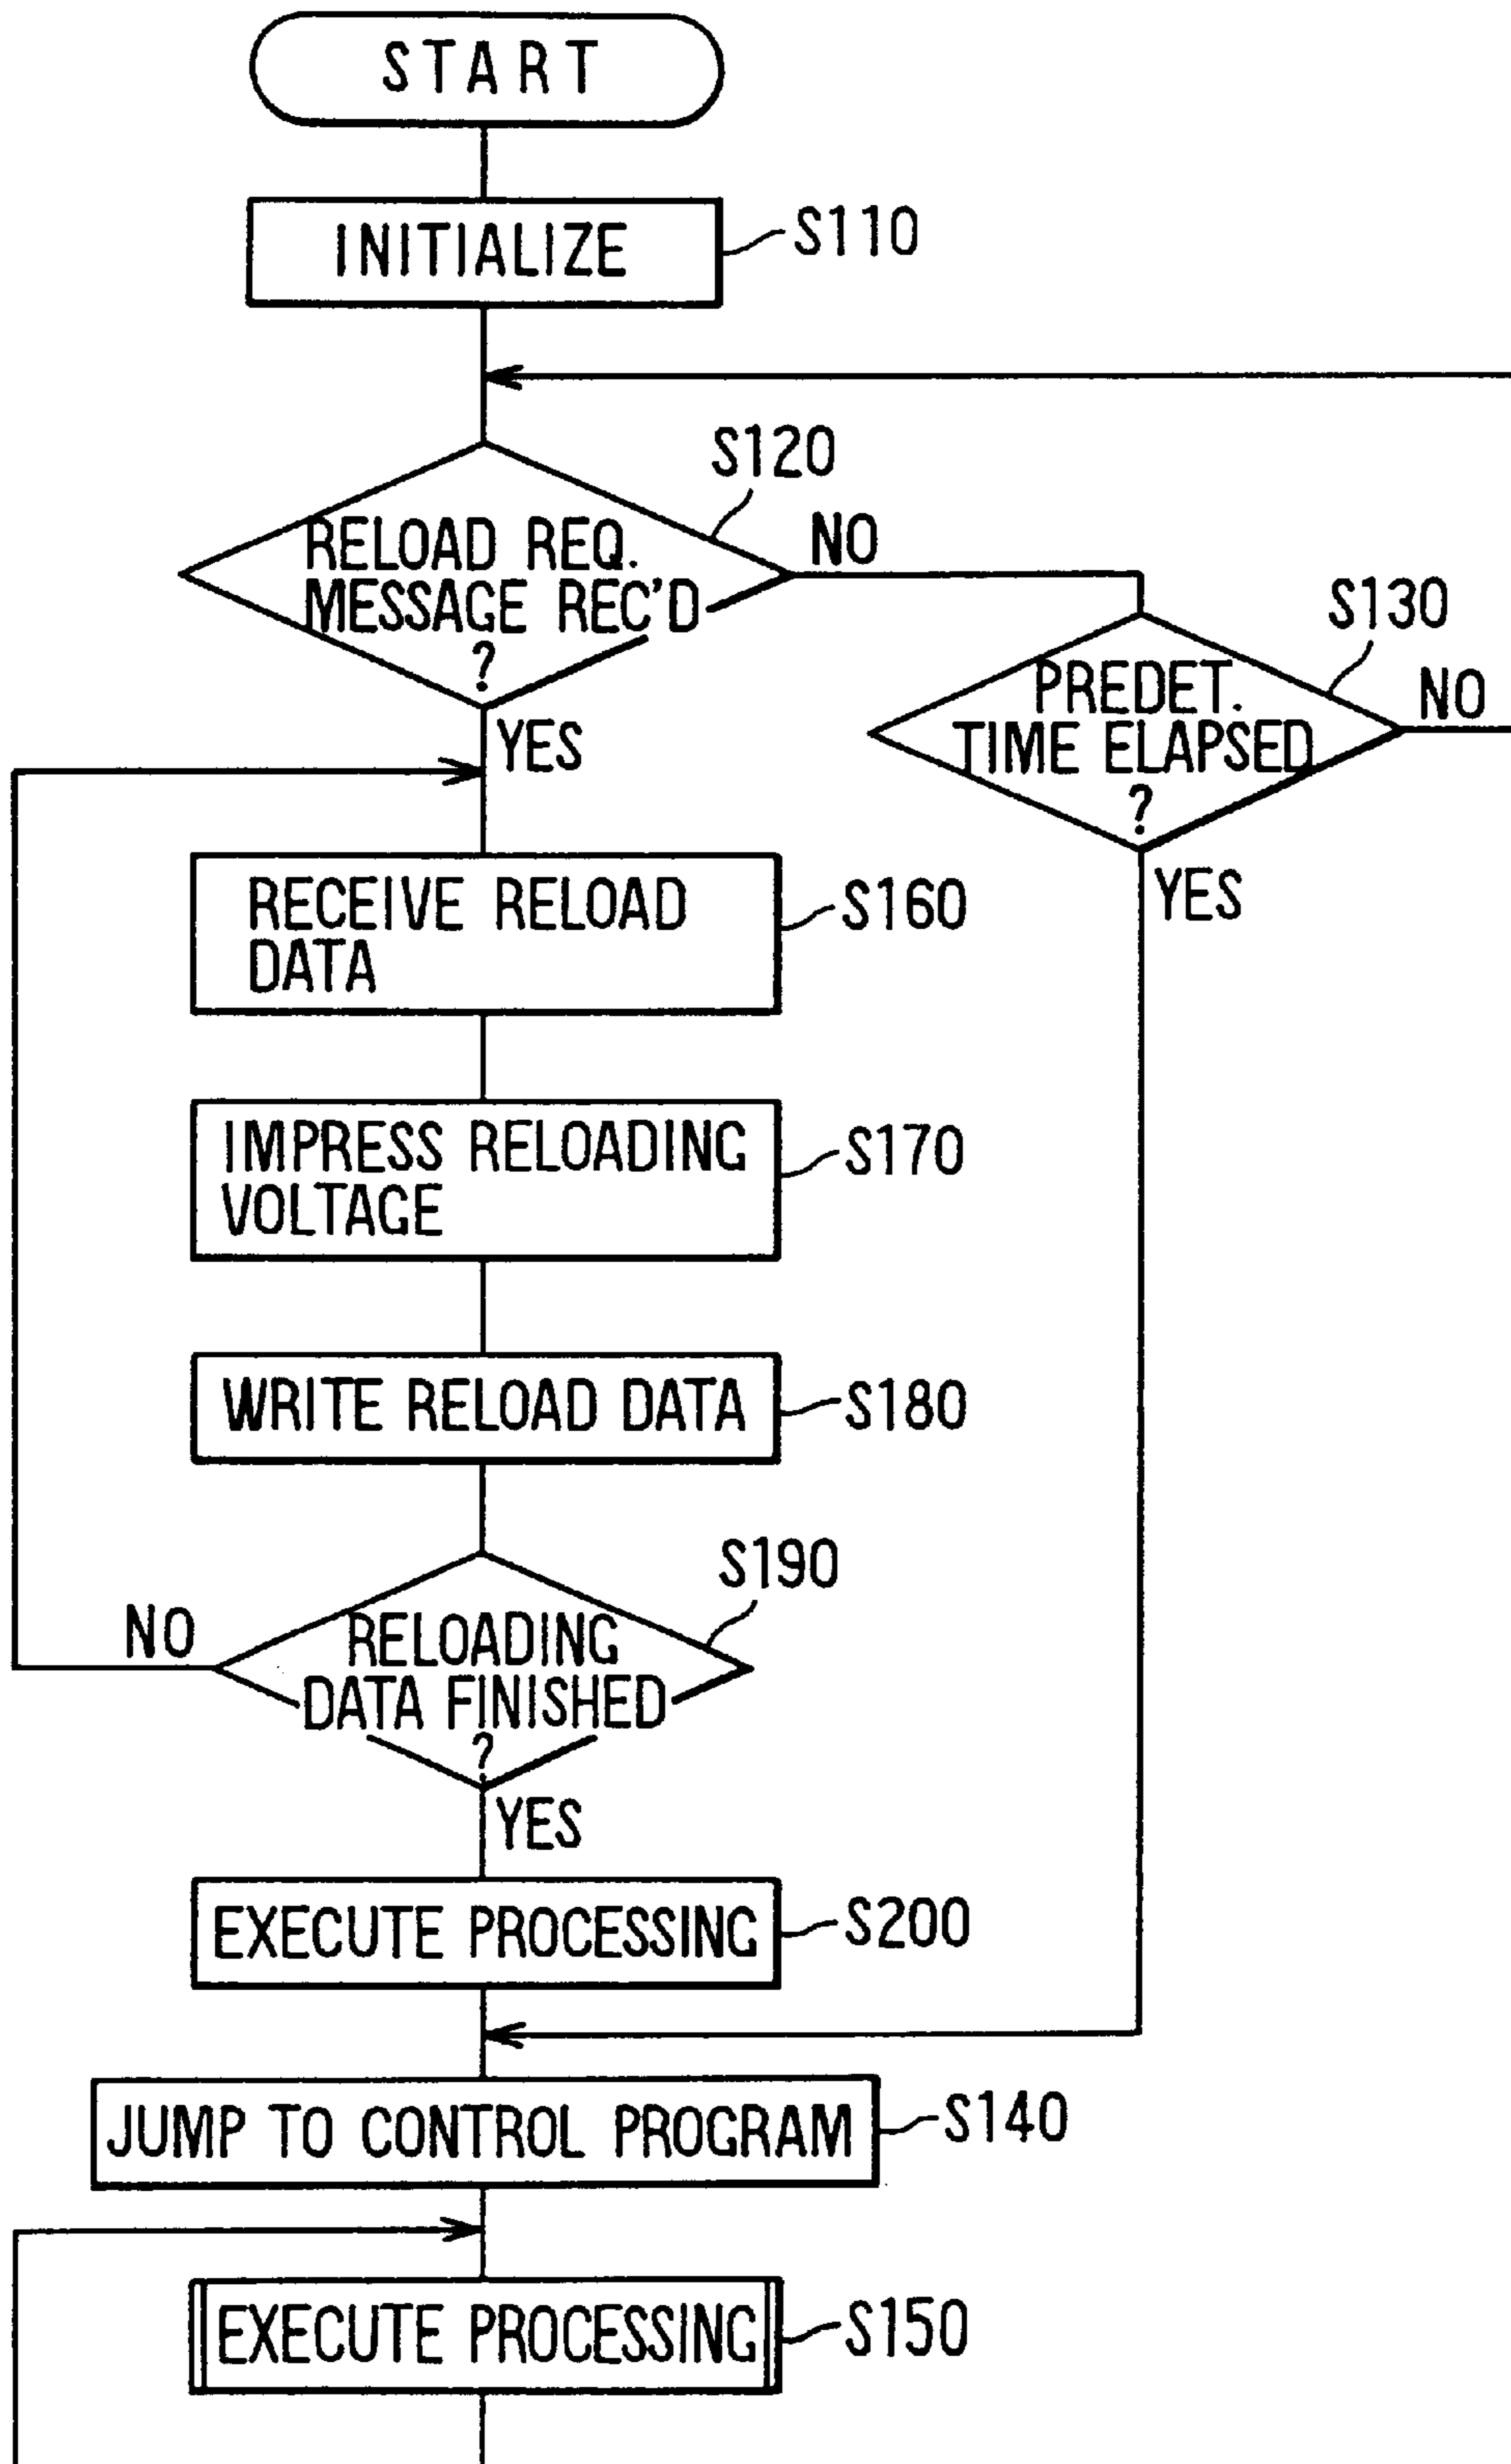 START
INITIALIZE
S110
S120
RELOAD REQ.
MESSAGE REC'D
?
NO
YES
S130
PREDET.
TIME ELAPSED
?
NO
YES
RECEIVE RELOAD
DATA
S160
IMPRESS RELOADING
VOLTAGE
S170
WRITE RELOAD DATA
S180
S190
RELOADING
DATA FINISHED
?
NO
YES
EXECUTE PROCESSING
S200
JUMP TO CONTROL PROGRAM
S140
EXECUTE PROCESSING
S150